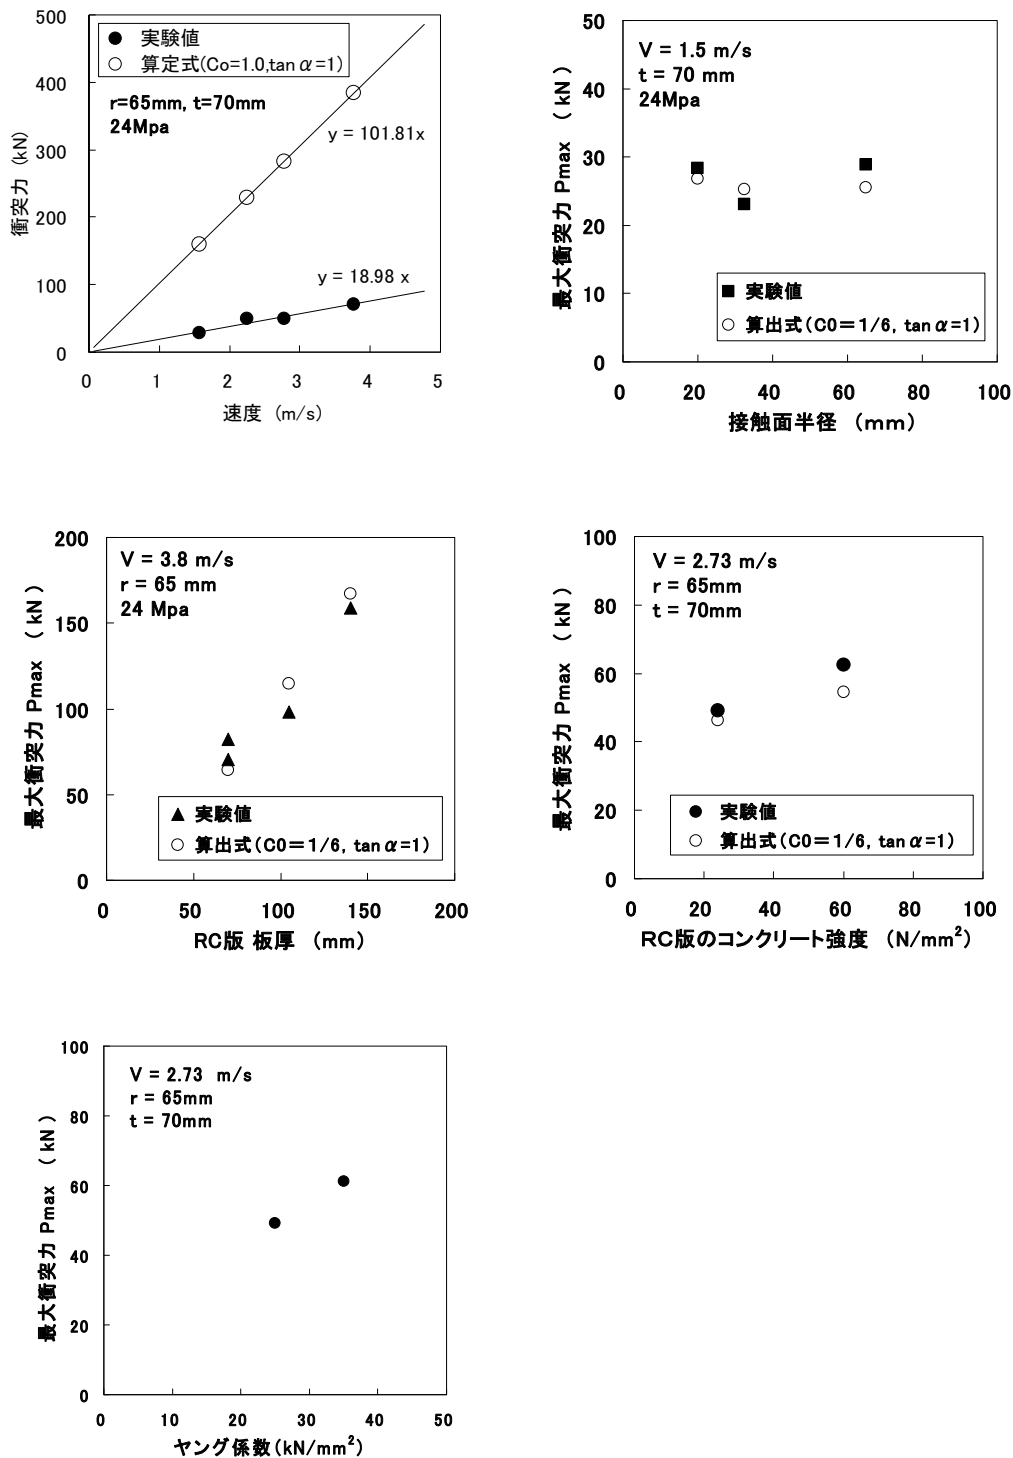 500
400
300
200
100
0
衝突力 (kN)
実験値
算定式(Co=1.0,tanα=1)
r=65mm, t=70mm
24Mpa
y = 101.81x
y = 18.98 x
0 1 2 3 4 5
速度 (m/s)
50
40
30
20
10
0
最大衝突力 Pmax (kN)
V = 1.5 m/s
t = 70 mm
24Mpa
実験値
算出式(C0=1/6, tanα=1)
0 20 40 60 80 100
接触面半径 (mm)
200
150
100
50
0
最大衝突力 Pmax (kN)
V = 3.8 m/s
r = 65 mm
24 Mpa
実験値
算出式(C0=1/6, tanα=1)
0 50 100 150 200
RC版 板厚 (mm)
100
80
60
40
20
0
最大衝突力 Pmax (kN)
V = 2.73 m/s
r = 65mm
t = 70mm
実験値
算出式(C0=1/6, tanα=1)
0 20 40 60 80 100
RC版のコンクリート強度 (N/mm²)
100
80
60
40
20
0
最大衝突力 Pmax (kN)
V = 2.73 m/s
r = 65mm
t = 70mm
0 10 20 30 40 50
ヤング係数(kN/mm²)